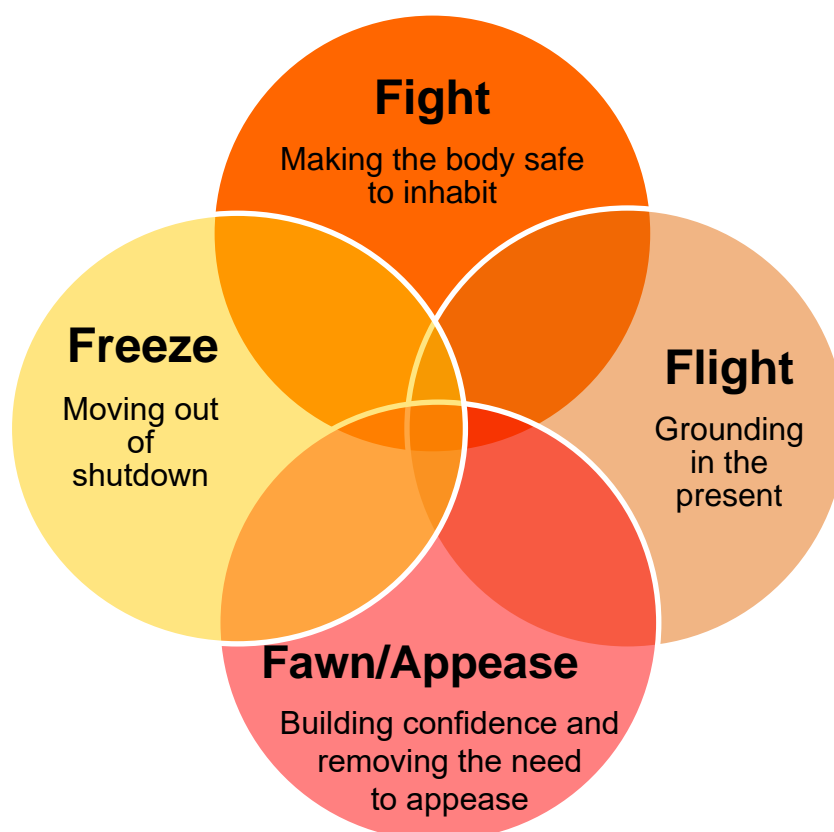 Fight
Making the body safe
to inhabit
Freeze
Moving out
of
shutdown
Flight
Grounding
in the
present
Fawn/Appease
Building confidence and
removing the need
to appease